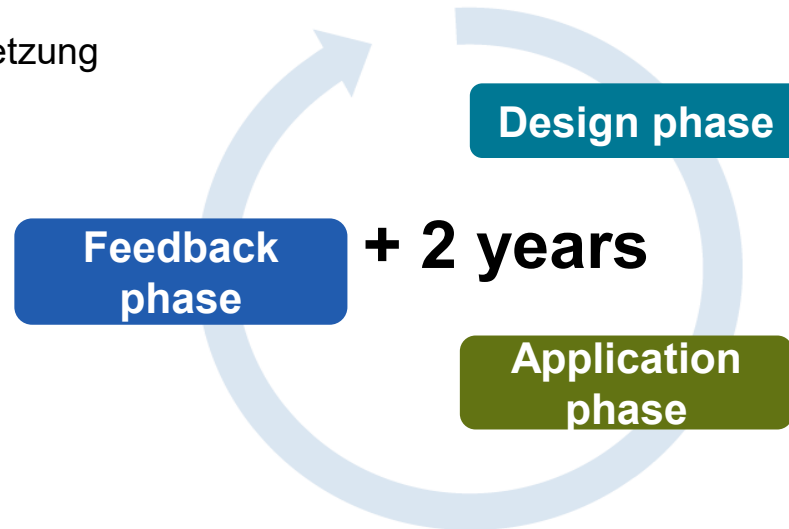 etzung
Design phase
Feedback
phase
+ 2 years
Application
phase